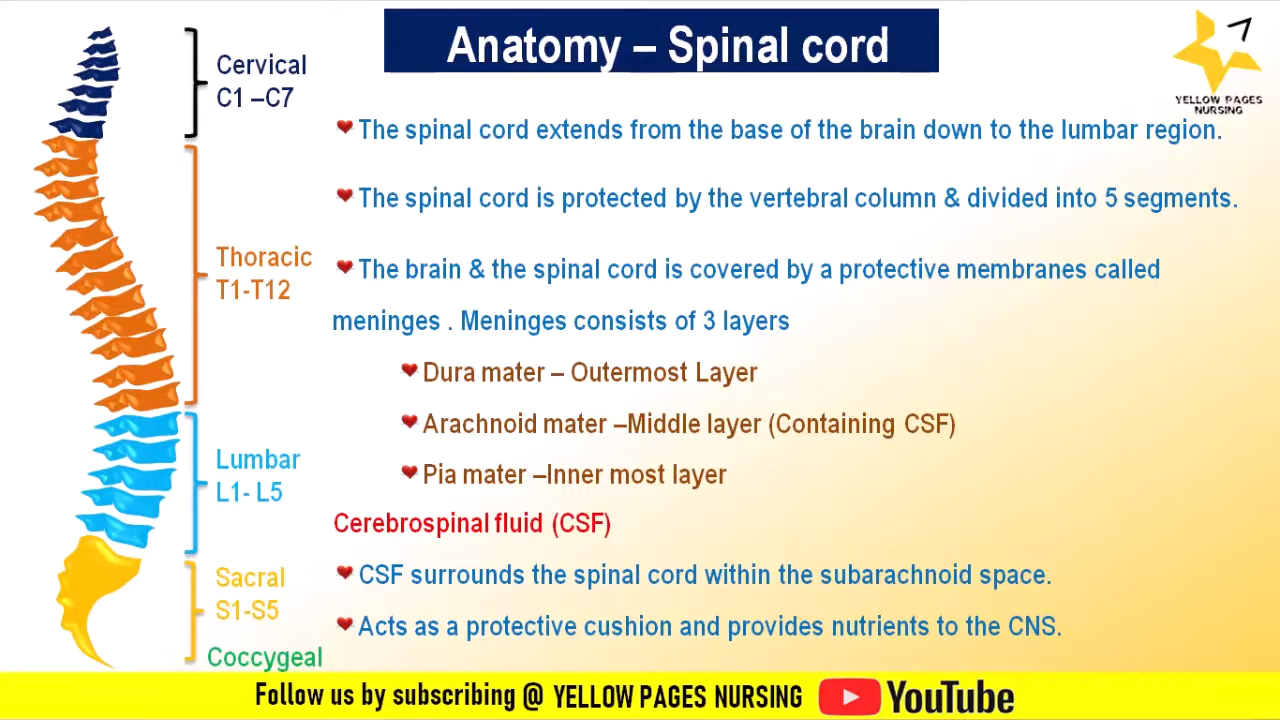 Anatomy – Spinal cord
YELLOW PAGES
NURSING
Cervical
C1 –C7
Thoracic
T1-T12
Lumbar
L1- L5
Sacral
S1-S5
Coccygeal
The spinal cord extends from the base of the brain down to the lumbar region.
The spinal cord is protected by the vertebral column & divided into 5 segments.
The brain & the spinal cord is covered by a protective membranes called
meninges . Meninges consists of 3 layers
Dura mater – Outermost Layer
Arachnoid mater –Middle layer (Containing CSF)
Pia mater –Inner most layer
Cerebrospinal fluid (CSF)
CSF surrounds the spinal cord within the subarachnoid space.
Acts as a protective cushion and provides nutrients to the CNS.
Follow us by subscribing @ YELLOW PAGES NURSING YouTube